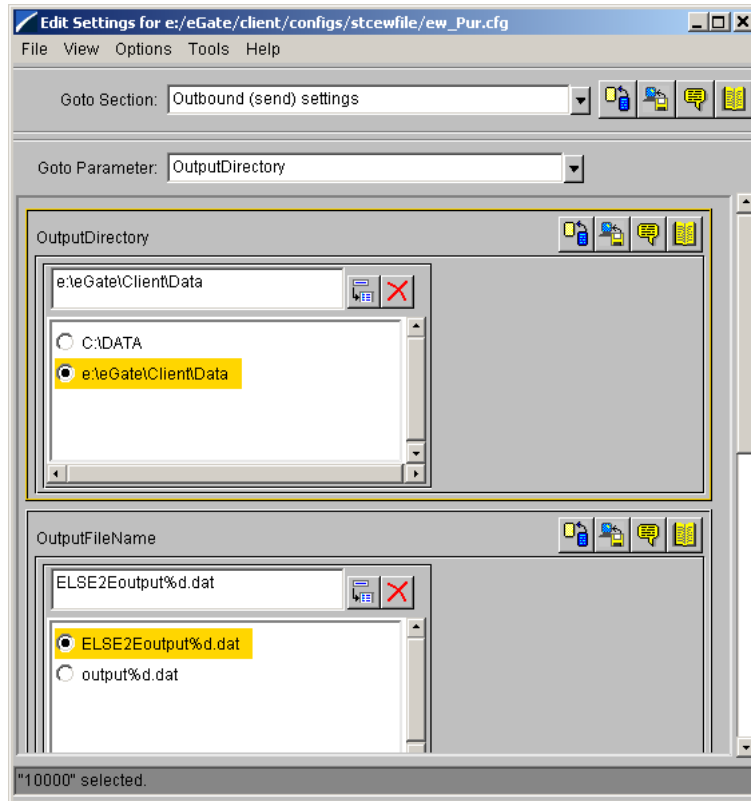 Edit Settings for e:/eGate/client/configs/stcewfile/ew_Pur.cfg
File View Options Tools Help
Goto Section: Outbound (send) settings
Goto Parameter: OutputDirectory
OutputDirectory
e:\eGate\Client\Data
C:\DATA
e:\eGate\Client\Data
OutputFileName
ELSE2Eoutput%d.dat
ELSE2Eoutput%d.dat
output%d.dat
"10000" selected.